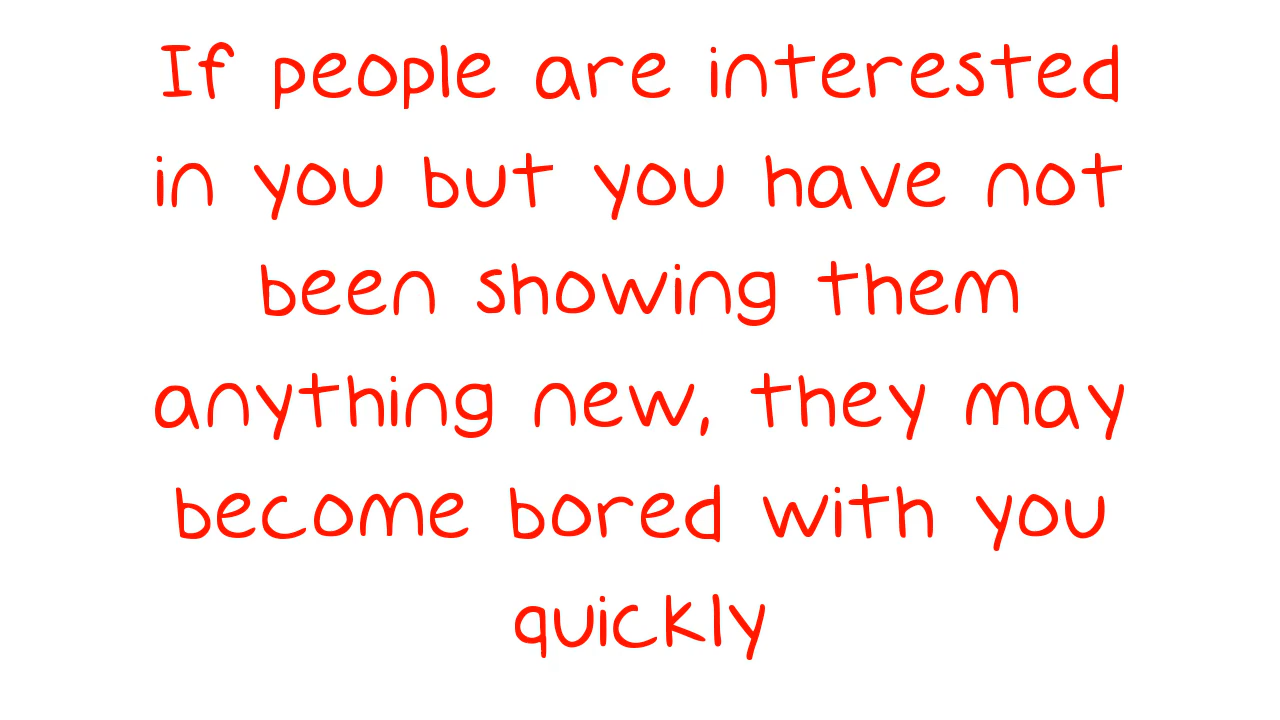 If people are interested
in you but you have not
been showing them
anything new, they may
become bored with you
quickly